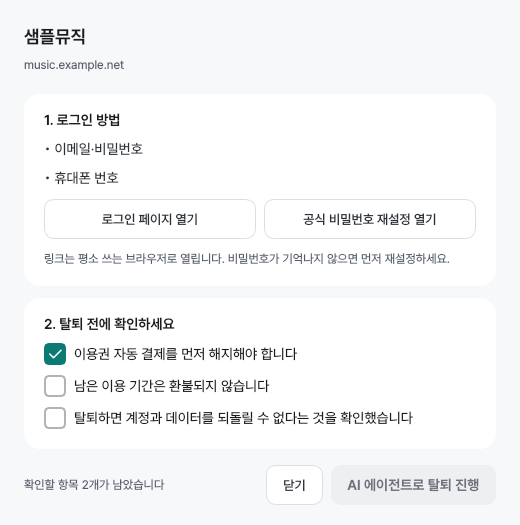 샘플뮤직
music.example.net
1. 로그인 방법
• 이메일·비밀번호
• 휴대폰 번호
로그인 페이지 열기
공식 비밀번호 재설정 열기
링크는 평소 쓰는 브라우저로 열립니다. 비밀번호가 기억나지 않으면 먼저 재설정하세요.
2. 탈퇴 전에 확인하세요
이용권 자동 결제를 먼저 해지해야 합니다
남은 이용 기간은 환불되지 않습니다
탈퇴하면 계정과 데이터를 되돌릴 수 없다는 것을 확인했습니다
확인할 항목 2개가 남았습니다
닫기
AI 에이전트로 탈퇴 진행